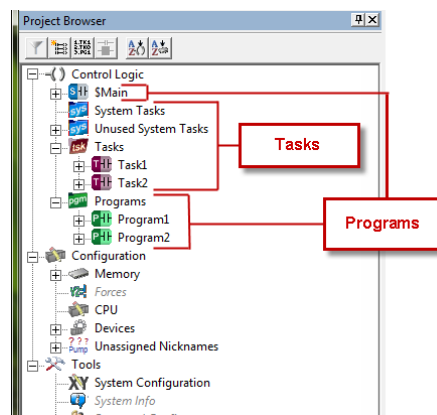 Project Browser
Control Logic
$Main
System Tasks
Unused System Tasks
Tasks
Task1
Task2
Programs
Program1
Program2
Configuration
Memory
Forces
CPU
Devices
Unassigned Nicknames
Tools
System Configuration
System Info
Tasks
Programs